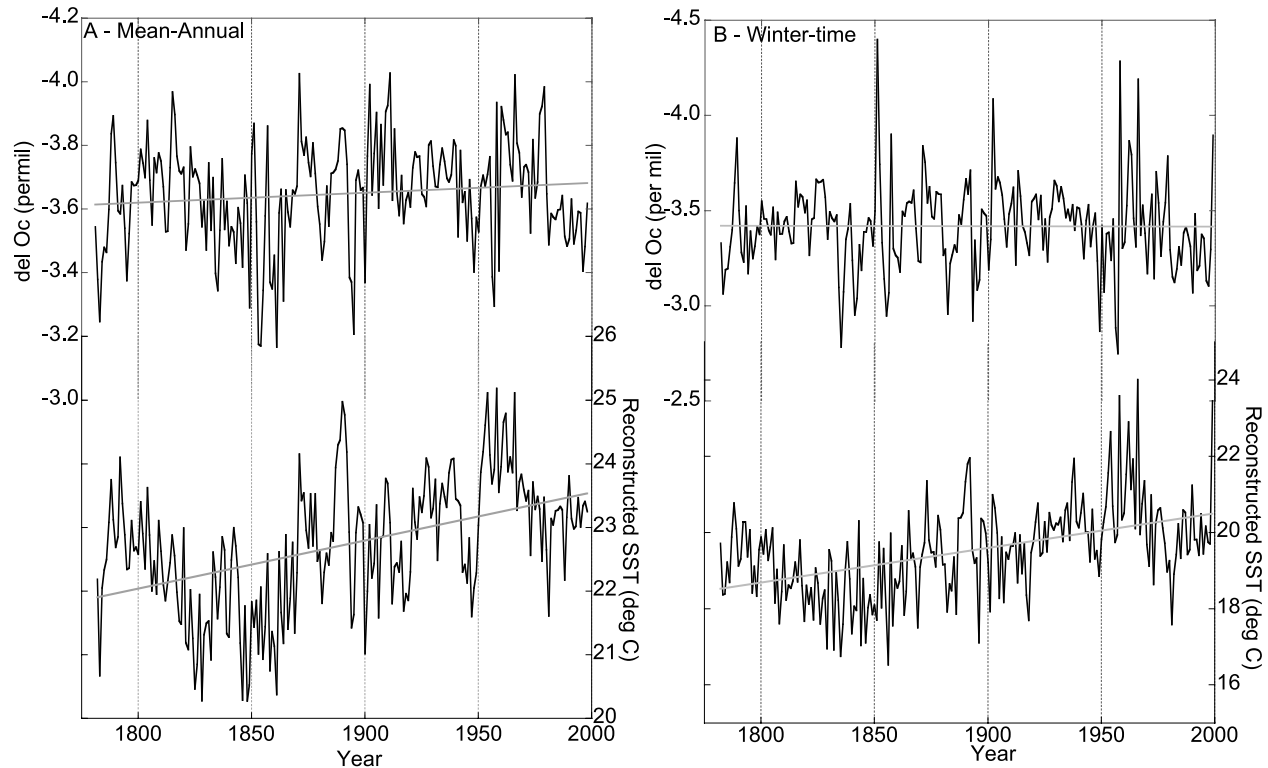 A - Mean-Annual
-4.2
-4.0
-3.8
-3.6
-3.4
-3.2
-3.0
del Oc (permil)
26
25
24
23
22
21
20
Reconstructed SST (deg C)
1800 1850 1900 1950 2000
Year
B - Winter-time
-4.5
-4.0
-3.5
-3.0
-2.5
del Oc (per mil)
24
22
20
18
16
Reconstructed SST (deg C)
1800 1850 1900 1950 2000
Year